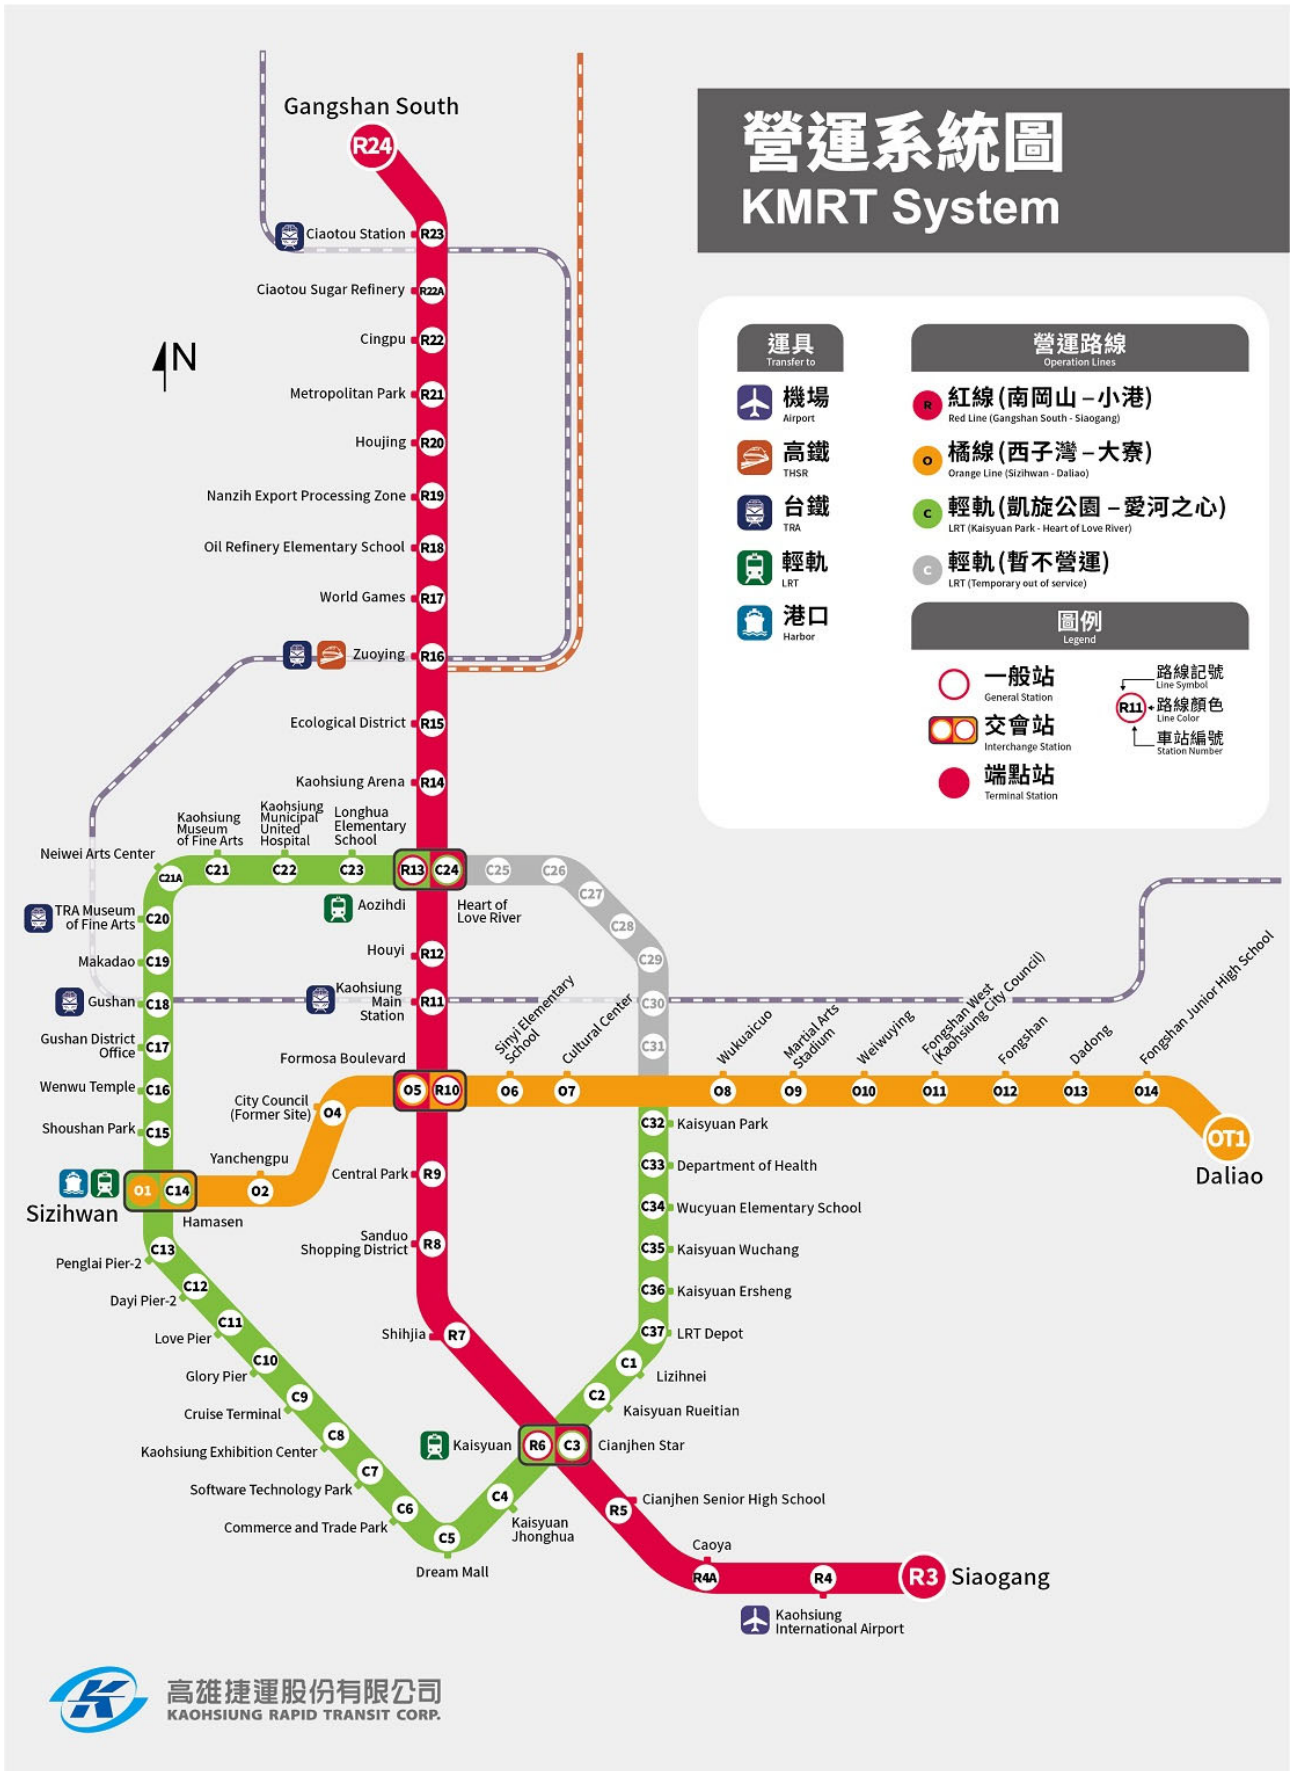 Gangshan South
R24
營運系統圖
KMRT System
Ciaotou Station
R23
Ciaotou Sugar Refinery
R22A
Cingpu
R22
N
Metropolitan Park
R21
Houjing
R20
Nanzih Export Processing Zone
R19
Oil Refinery Elementary School
R18
World Games
R17
Zuoying
R16
Ecological District
R15
Kaohsiung Arena
R14
運具
Transfer to
機場
Airport
高鐵
THSR
台鐵
TRA
輕軌
LRT
港口
Harbor
營運路線
Operation Lines
R
紅線(南岡山–小港)
Red Line (Gangshan South - Siaogang)
O
橘線(西子灣–大寮)
Orange Line (Sizihwan - Daliao)
C
輕軌(凱旋公園–愛河之心)
LRT (Kaisyuan Park - Heart of Love River)
C
輕軌(暫不營運)
LRT (Temporary out of service)
圖例
Legend
一般站
General Station
交會站
Interchange Station
端點站
Terminal Station
路線記號
Line Symbol
R11
路線顏色
Line Color
車站編號
Station Number
Kaohsiung
Museum
of Fine Arts
Kaohsiung
Municipal
United
Hospital
Longhua
Elementary
School
Neiwei Arts Center
C21A
C21
C22
C23
R13
C24
C25
C26
C27
C28
C29
C30
C31
Aozihdi
Heart of
Love River
TRA Museum
of Fine Arts
C20
Makadao
C19
Gushan
C18
Gushan District
Office
C17
Wenwu Temple
C16
Shoushan Park
C15
Houyi
R12
Kaohsiung
Main
Station
R11
Formosa Boulevard
O5
R10
Sinyi Elementary
School
O6
Cultural Center
O7
Wukuaicuo
O8
Martial Arts
Stadium
O9
Weiwuying
O10
Fongshan West
(Kaohsiung City Council)
O11
Fongshan
O12
Dadong
O13
Fongshan Junior High School
O14
OT1
Daliao
City Council
(Former Site)
O4
Yanchengpu
O2
O1
C14
Sizihwan
Hamasen
Central Park
R9
Sanduo
Shopping District
R8
Shihjia
R7
C32
Kaisyuan Park
C33
Department of Health
C34
Wucyuan Elementary School
C35
Kaisyuan Wuchang
C36
Kaisyuan Ersheng
C37
LRT Depot
C1
Lizihnei
C2
Kaisyuan Rueitian
Penglai Pier-2
C13
Dayi Pier-2
C12
Love Pier
C11
Glory Pier
C10
Cruise Terminal
C9
Kaohsiung Exhibition Center
C8
Software Technology Park
C7
Commerce and Trade Park
C6
C5
Dream Mall
C4
Kaisyuan
Jhonghua
Kaisyuan
R6
C3
Cianjhen Star
R5
Cianjhen Senior High School
Caoya
R4A
R4
Kaohsiung
International Airport
R3
Siaogang
高雄捷運股份有限公司
KAOHSIUNG RAPID TRANSIT CORP.